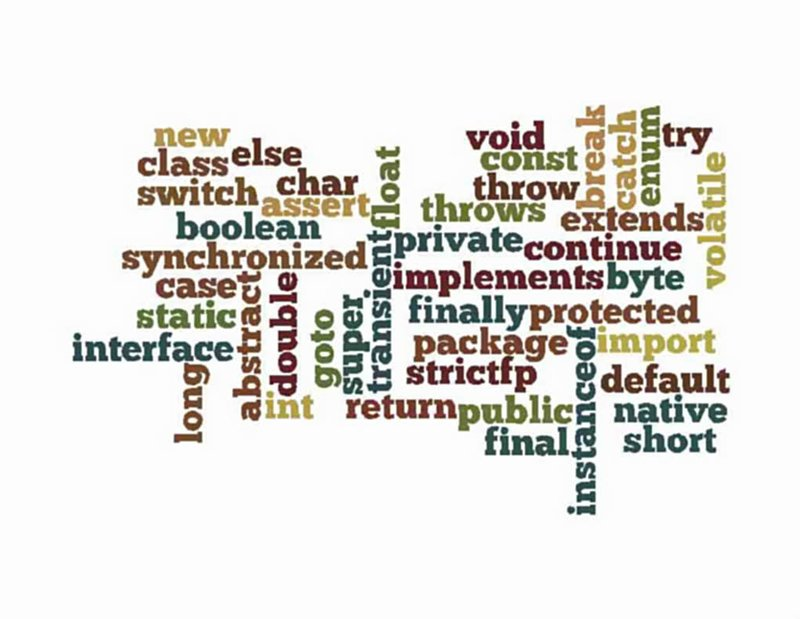 new
class
else
switch
char
assert
float
boolean
synchronized
case
static
interface
long
abstract
double
int
goto
super
transient
void
const
throw
throws
break
catch
enum
try
volatile
extends
private
continue
implements
byte
finally
protected
package
import
strictfp
default
return
public
native
final
short
instanceof